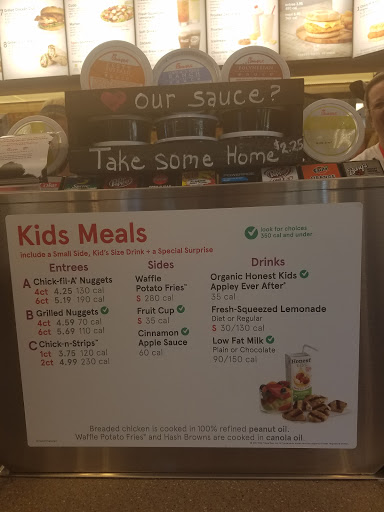 OUR SAUCE?
Take some Home $2.25
Kids Meals
Include a Small Side, Kid's Size Drink + a Special Surprise
look for choices
350 cal and under
Entrees
A Chick-fil-A® Nuggets
4ct 4.25 130 cal
6ct 5.19 190 cal
B Grilled Nuggets
4ct 4.59 70 cal
6ct 5.69 110 cal
C Chick-n-Strips™
1ct 3.75 120 cal
2ct 4.99 230 cal
Sides
Waffle
Potato Fries™
S 280 cal
Fruit Cup
S 35 cal
Cinnamon
Apple Sauce
60 cal
Drinks
Organic Honest Kids
Appley Ever After®
35 cal
Fresh-Squeezed Lemonade
Diet or Regular
S 30/130 cal
Low Fat Milk
Plain or Chocolate
90/150 cal
Honest
Breaded chicken is cooked in 100% refined peanut oil.
Waffle Potato Fries™ and Hash Browns are cooked in canola oil.